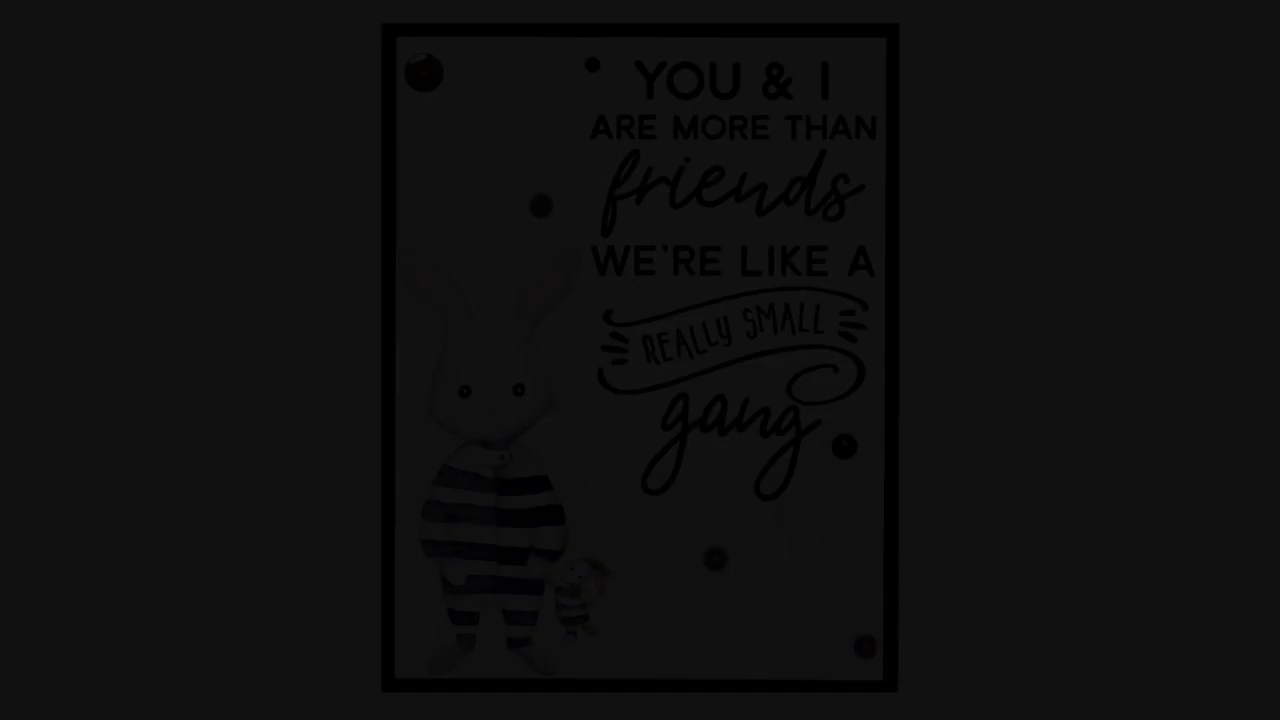 YOU & I
ARE MORE THAN
friends
WE'RE LIKE A
REALLY SMALL
gang